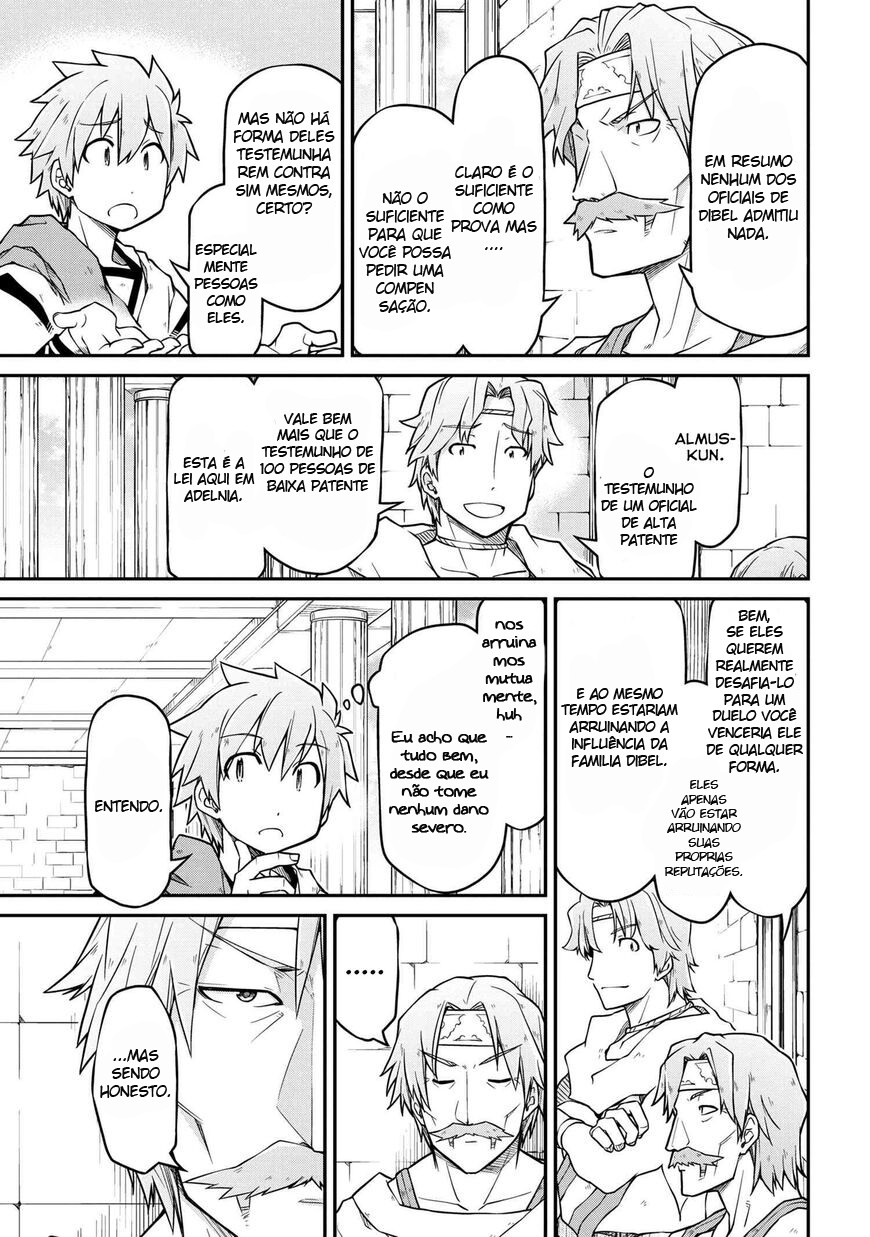 EM RESUMO
NENHUM DOS
OFICIAIS DE
DIBEL ADMITIU
NADA.
CLARO É O
SUFICIENTE
COMO
PROVA MAS
....
NÃO O
SUFICIENTE
PARA QUE
VOCÊ POSSA
PEDIR UMA
COMPEN
SAÇÃO.
MAS NÃO HÁ
FORMA DELES
TESTEMUNHA
REM CONTRA
SIM MESMOS,
CERTO?
ESPECIAL
MENTE
PESSOAS
COMO
ELES.
ALMUS-
KUN.
O
TESTEMUNHO
DE UM OFICIAL
DE ALTA
PATENTE
VALE BEM
MAIS QUE O
TESTEMUNHO DE
100 PESSOAS DE
BAIXA PATENTE
ESTA É A
LEI AQUI EM
ADELNIA.
BEM,
SE ELES
QUEREM
REALMENTE
DESAFIA-LO
PARA UM
DUELO VOCÊ
VENCERIA ELE
DE QUALQUER
FORMA.
ELES
APENAS
VÃO ESTAR
ARRUINANDO
SUAS
PROPRIAS
REPUTAÇÕES.
E AO MESMO
TEMPO ESTARIAM
ARRUINANDO A
INFLUÊNCIA DA
FAMILIA DIBEL.
nos
arruina
mos
mutua
mente,
huh
-
Eu acho que
tudo bem,
desde que eu
não tome
nenhum dano
severo.
ENTENDO.
.....
...MAS
SENDO
HONESTO.